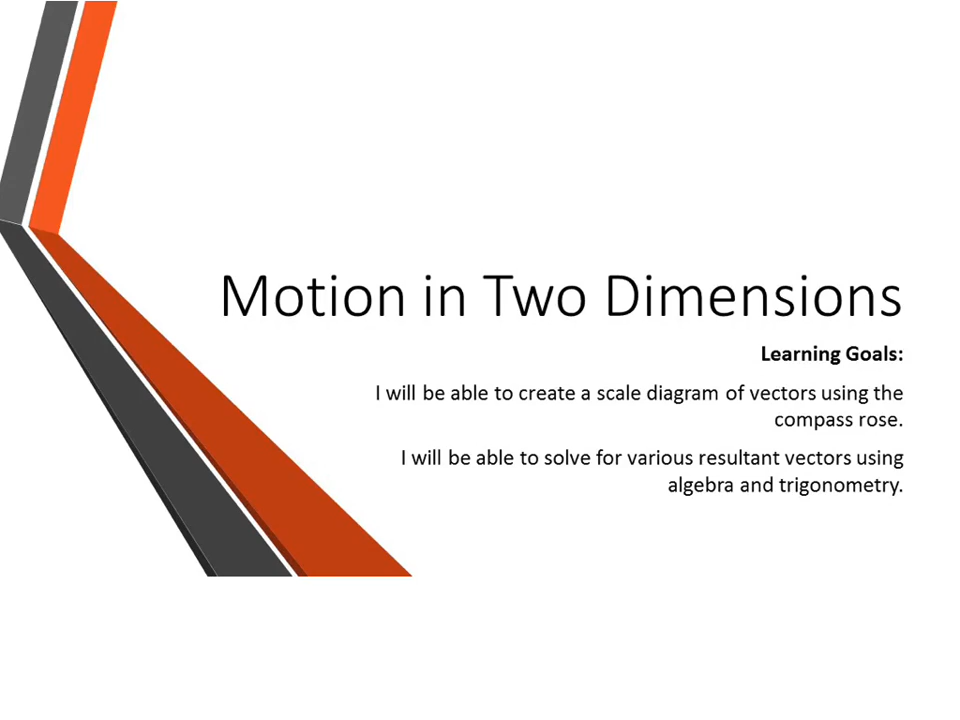 Motion in Two Dimensions
Learning Goals:
I will be able to create a scale diagram of vectors using the
compass rose.
I will be able to solve for various resultant vectors using
algebra and trigonometry.